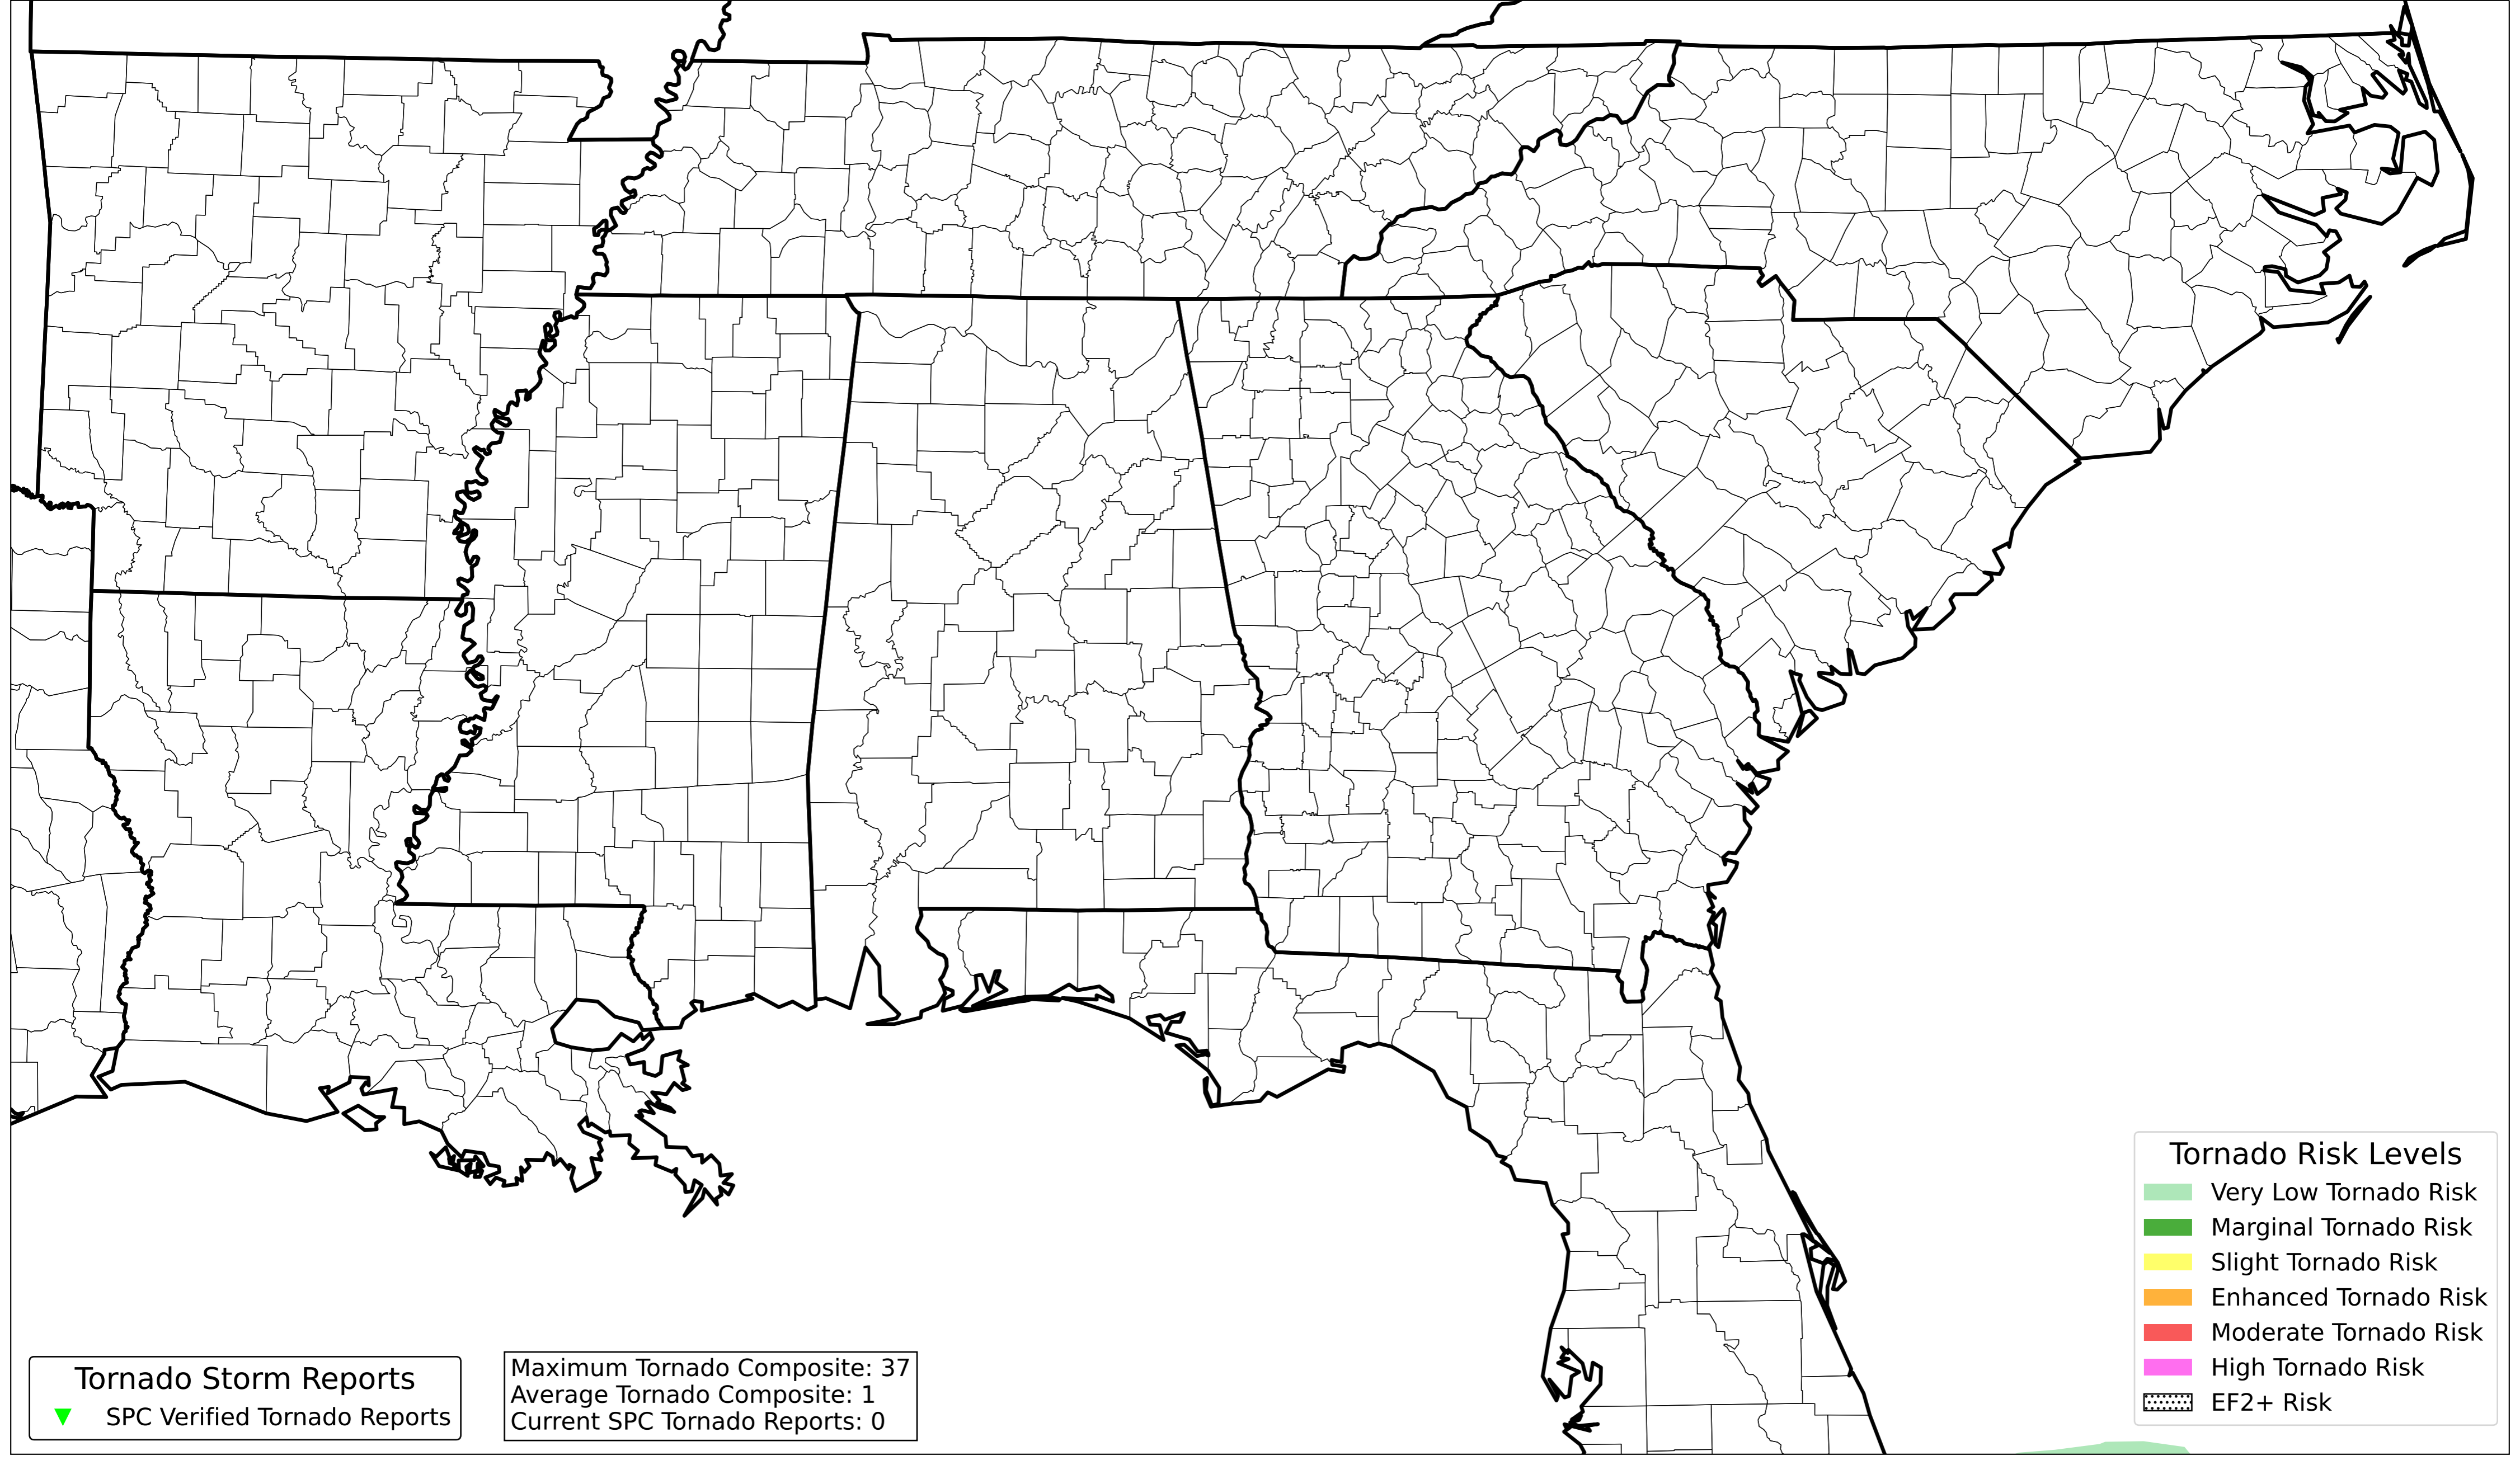 Tornado Risk Levels
Very Low Tornado Risk
Marginal Tornado Risk
Slight Tornado Risk
Enhanced Tornado Risk
Moderate Tornado Risk
High Tornado Risk
EF2+ Risk
Tornado Storm Reports
SPC Verified Tornado Reports
Maximum Tornado Composite: 37
Average Tornado Composite: 1
Current SPC Tornado Reports: 0